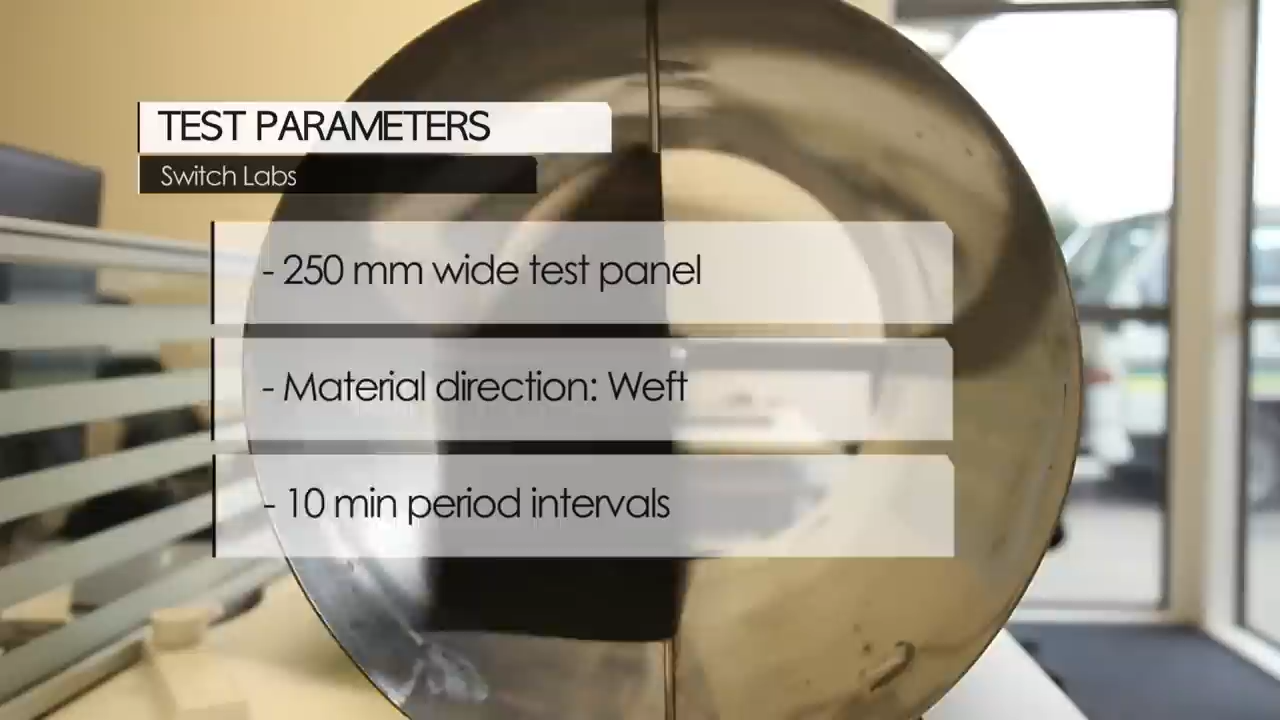 TEST PARAMETERS
Switch Labs
- 250 mm wide test panel
- Material direction: Weft
- 10 min period intervals